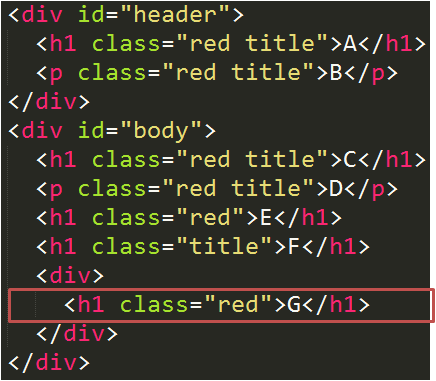 <div id="header">
  <h1 class="red title">A</h1>
  <p class="red title">B</p>
</div>
<div id="body">
  <h1 class="red title">C</h1>
  <p class="red title">D</p>
  <h1 class="red">E</h1>
  <h1 class="title">F</h1>
  <div>
    <h1 class="red">G</h1>
  </div>
</div>